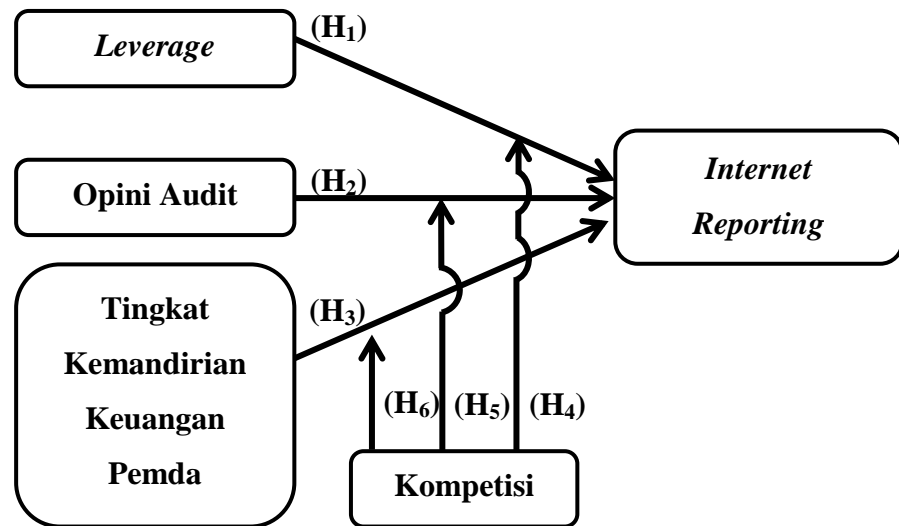 Leverage
(H₁)
Opini Audit
(H₂)
Internet
Reporting
Tingkat
Kemandirian
Keuangan
Pemda
(H₃)
(H₆)
(H₅)
(H₄)
Kompetisi